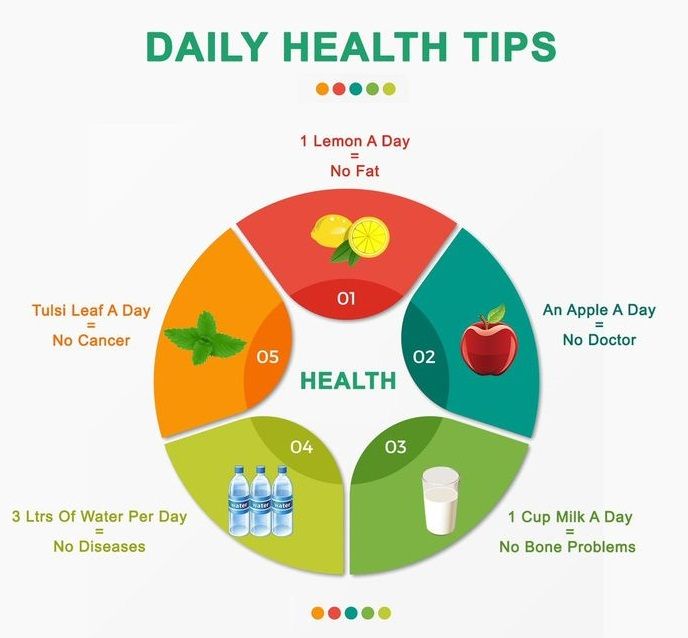 DAILY HEALTH TIPS
1 Lemon A Day
=
No Fat
01
An Apple A Day
=
No Doctor
02
HEALTH
Tulsi Leaf A Day
=
No Cancer
05
04
03
3 Ltrs Of Water Per Day
=
No Diseases
water water water
1 Cup Milk A Day
=
No Bone Problems